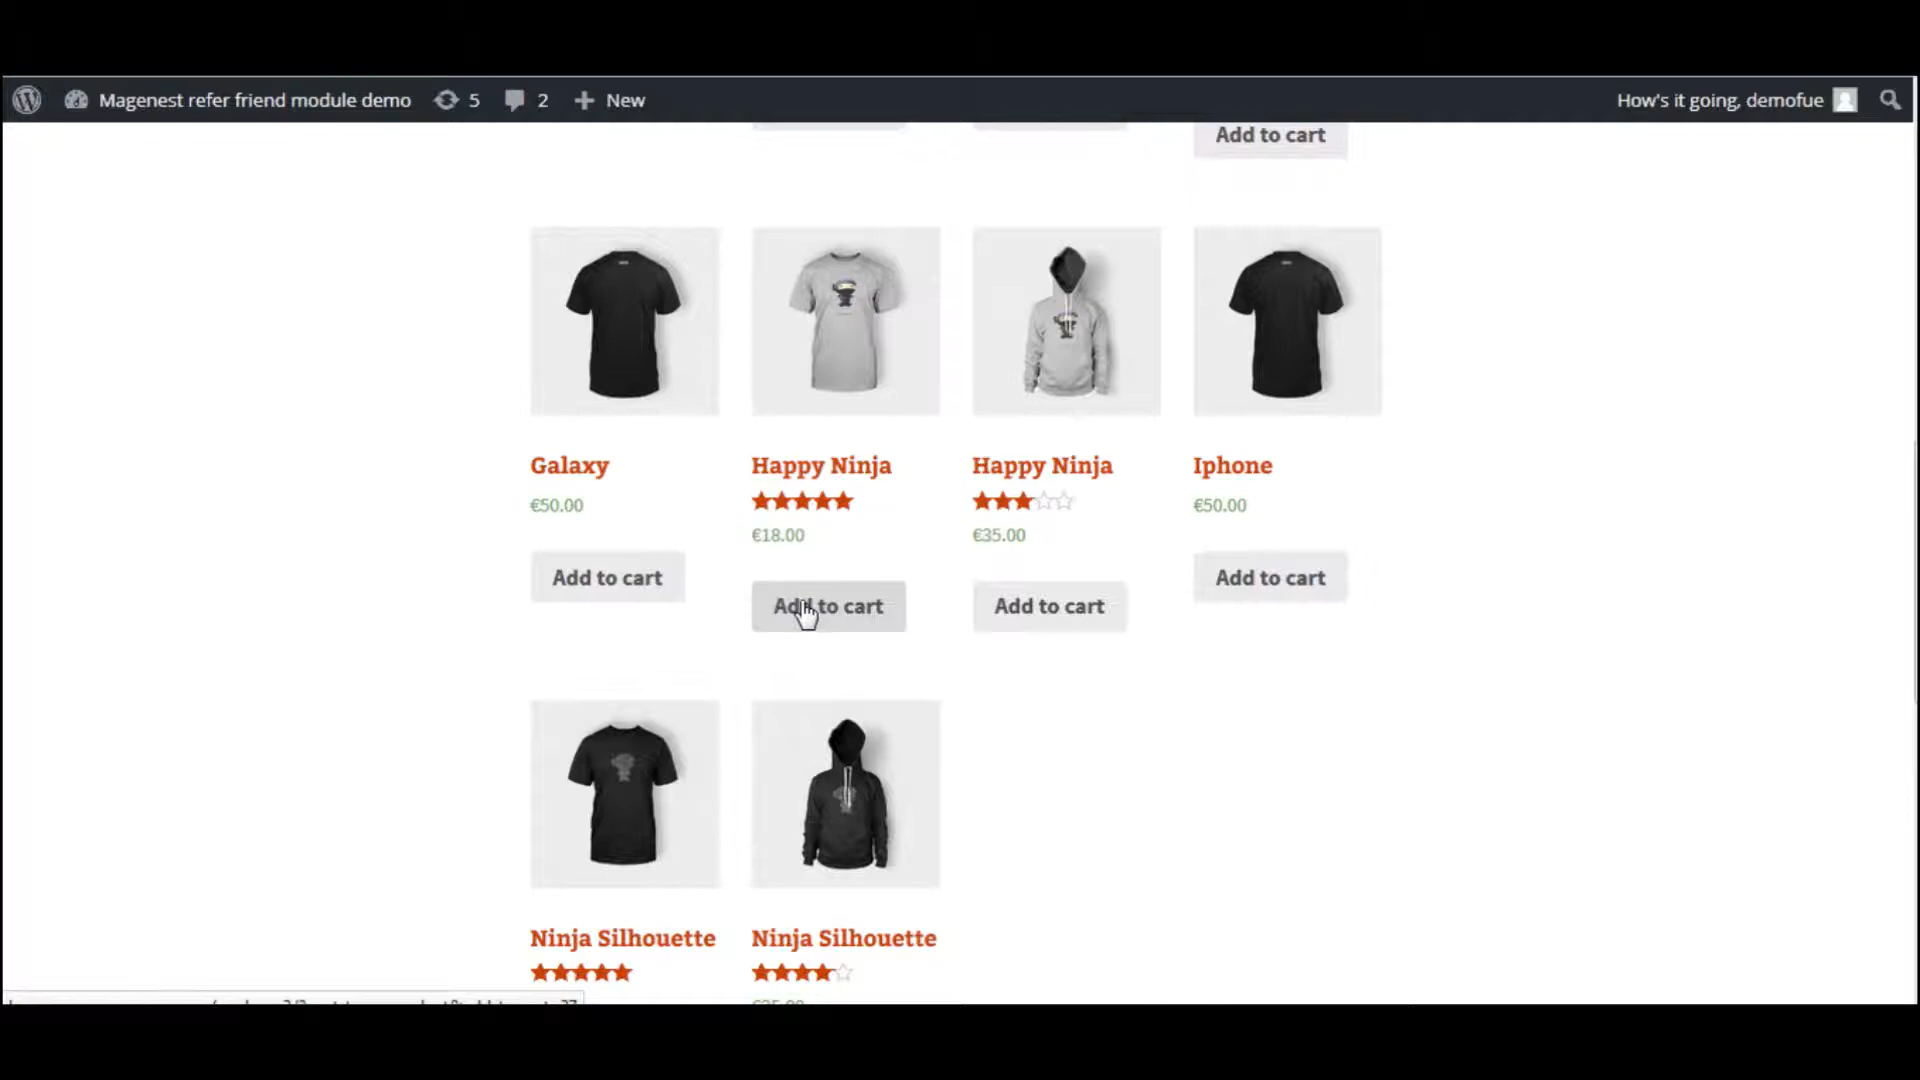 Magenest refer friend module demo 5 2 New How's it going, demofue
Add to cart
Galaxy Happy Ninja Happy Ninja Iphone
€50.00 €50.00
€18.00 €35.00
Add to cart Add to cart
Add to cart Add to cart
Ninja Silhouette Ninja Silhouette